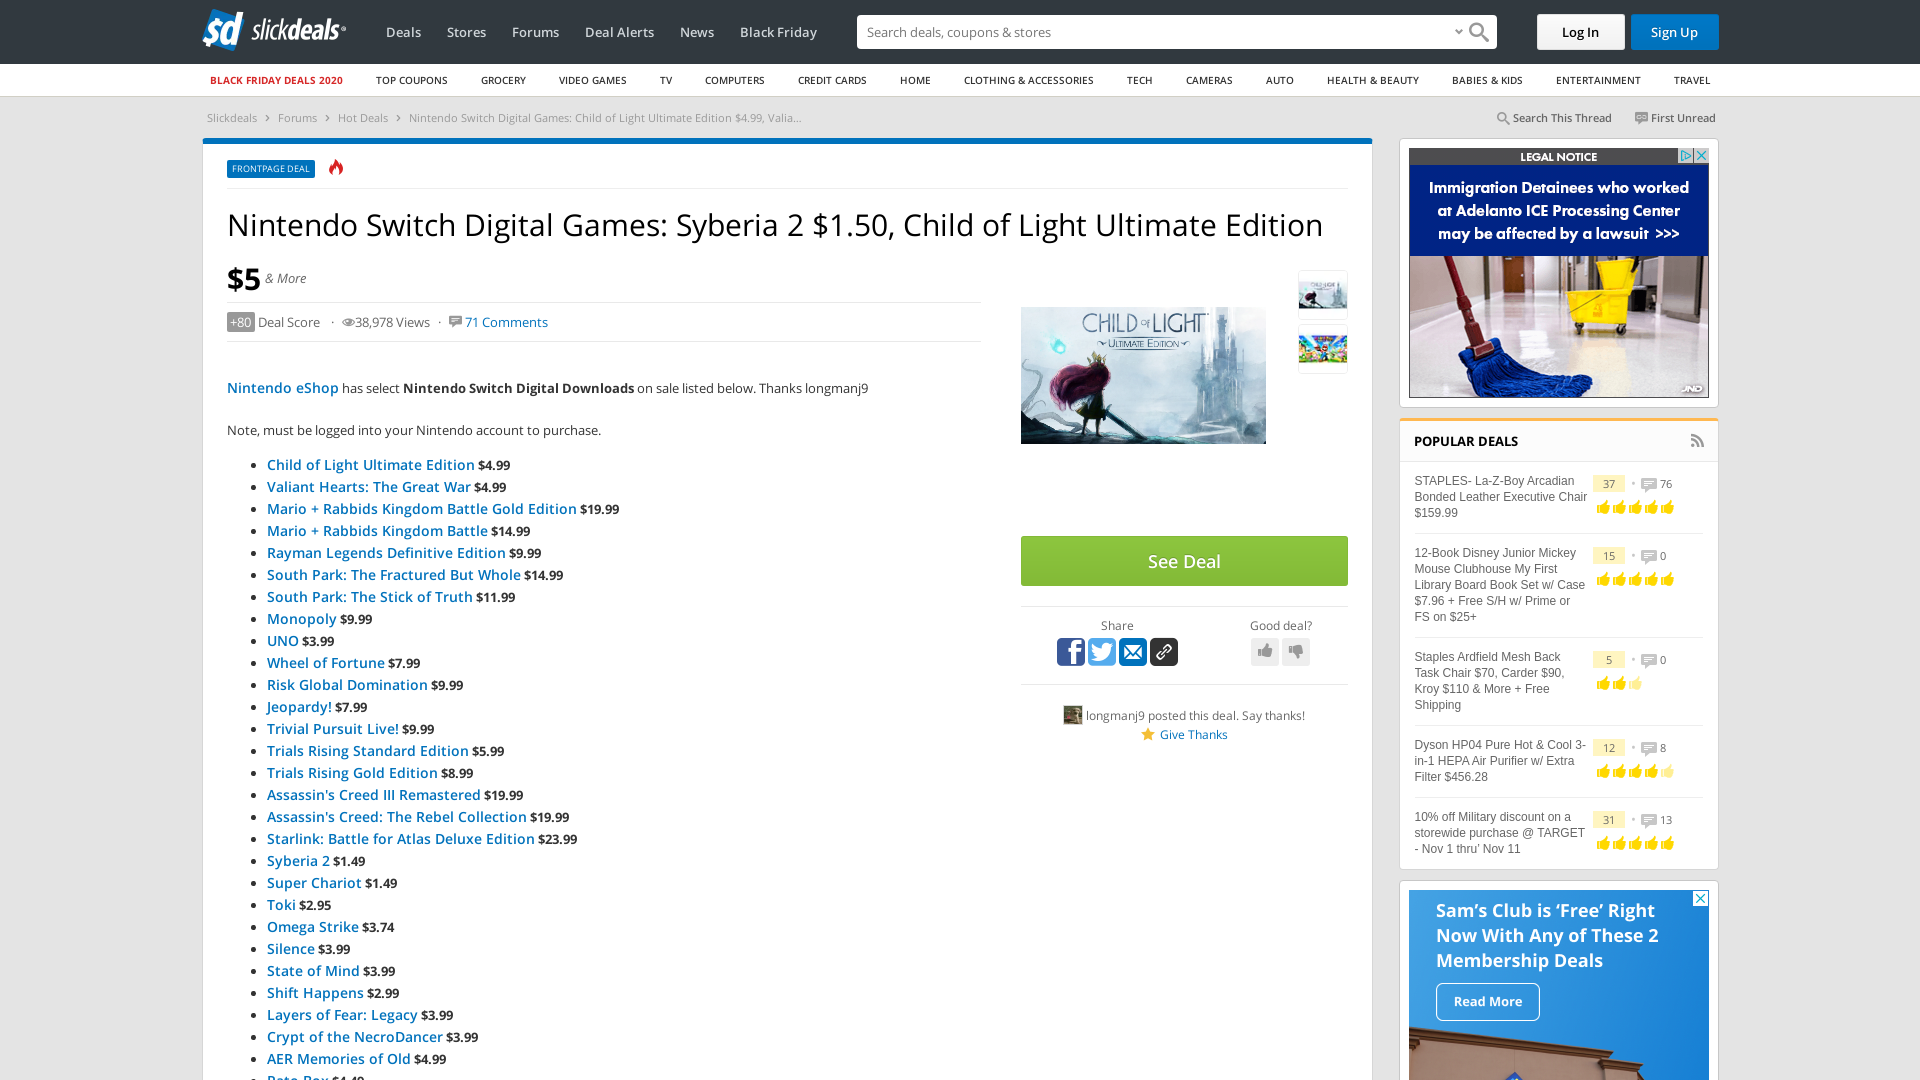 sd slickdeals
Deals Stores Forums Deal Alerts News Black Friday
Search deals, coupons & stores
Log In Sign Up
BLACK FRIDAY DEALS 2020 TOP COUPONS GROCERY VIDEO GAMES TV COMPUTERS CREDIT CARDS HOME CLOTHING & ACCESSORIES TECH CAMERAS AUTO HEALTH & BEAUTY BABIES & KIDS ENTERTAINMENT TRAVEL
Slickdeals > Forums > Hot Deals > Nintendo Switch Digital Games: Child of Light Ultimate Edition $4.99, Valia...
Search This Thread First Unread
FRONTPAGE DEAL
Nintendo Switch Digital Games: Syberia 2 $1.50, Child of Light Ultimate Edition
$5 & More
+80 Deal Score · 38,978 Views · 71 Comments
Nintendo eShop has select Nintendo Switch Digital Downloads on sale listed below. Thanks longmanj9
Note, must be logged into your Nintendo account to purchase.
• Child of Light Ultimate Edition $4.99
• Valiant Hearts: The Great War $4.99
• Mario + Rabbids Kingdom Battle Gold Edition $19.99
• Mario + Rabbids Kingdom Battle $14.99
• Rayman Legends Definitive Edition $9.99
• South Park: The Fractured But Whole $14.99
• South Park: The Stick of Truth $11.99
• Monopoly $9.99
• UNO $3.99
• Wheel of Fortune $7.99
• Risk Global Domination $9.99
• Jeopardy! $7.99
• Trivial Pursuit Live! $9.99
• Trials Rising Standard Edition $5.99
• Trials Rising Gold Edition $8.99
• Assassin's Creed III Remastered $19.99
• Assassin's Creed: The Rebel Collection $19.99
• Starlink: Battle for Atlas Deluxe Edition $23.99
• Syberia 2 $1.49
• Super Chariot $1.49
• Toki $2.95
• Omega Strike $3.74
• Silence $3.99
• State of Mind $3.99
• Shift Happens $2.99
• Layers of Fear: Legacy $3.99
• Crypt of the NecroDancer $3.99
• AER Memories of Old $4.99
CHILD OF LIGHT
ULTIMATE EDITION
See Deal
Share Good deal?
longmanj9 posted this deal. Say thanks!
Give Thanks
LEGAL NOTICE
Immigration Detainees who worked
at Adelanto ICE Processing Center
may be affected by a lawsuit >>>
JND
POPULAR DEALS
STAPLES- La-Z-Boy Arcadian 37 • 76
Bonded Leather Executive Chair
$159.99
12-Book Disney Junior Mickey 15 • 0
Mouse Clubhouse My First
Library Board Book Set w/ Case
$7.96 + Free S/H w/ Prime or
FS on $25+
Staples Ardfield Mesh Back 5 • 0
Task Chair $70, Carder $90,
Kroy $110 & More + Free
Shipping
Dyson HP04 Pure Hot & Cool 3- 12 • 8
in-1 HEPA Air Purifier w/ Extra
Filter $456.28
10% off Military discount on a 31 • 13
storewide purchase @ TARGET
- Nov 1 thru' Nov 11
Sam's Club is ‘Free’ Right
Now With Any of These 2
Membership Deals
Read More